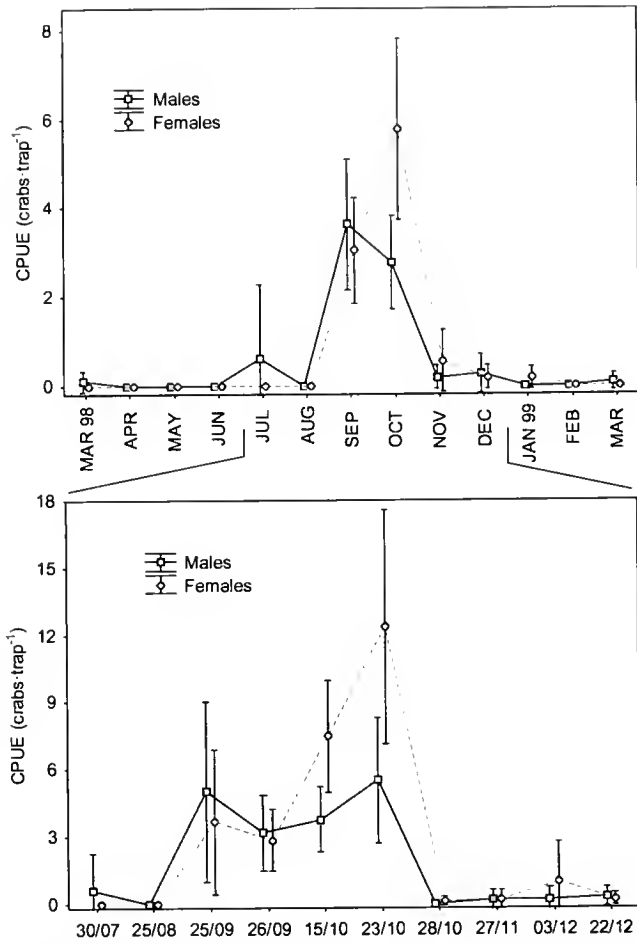 8
6
4
2
0
CPUE (crabs·trap⁻¹)
Males
Females
MAR 98
APR
MAY
JUN
JUL
AUG
SEP
OCT
NOV
DEC
JAN 99
FEB
MAR
18
15
12
9
6
3
0
CPUE (crabs·trap⁻¹)
Males
Females
30/07
25/08
25/09
26/09
15/10
23/10
28/10
27/11
03/12
22/12